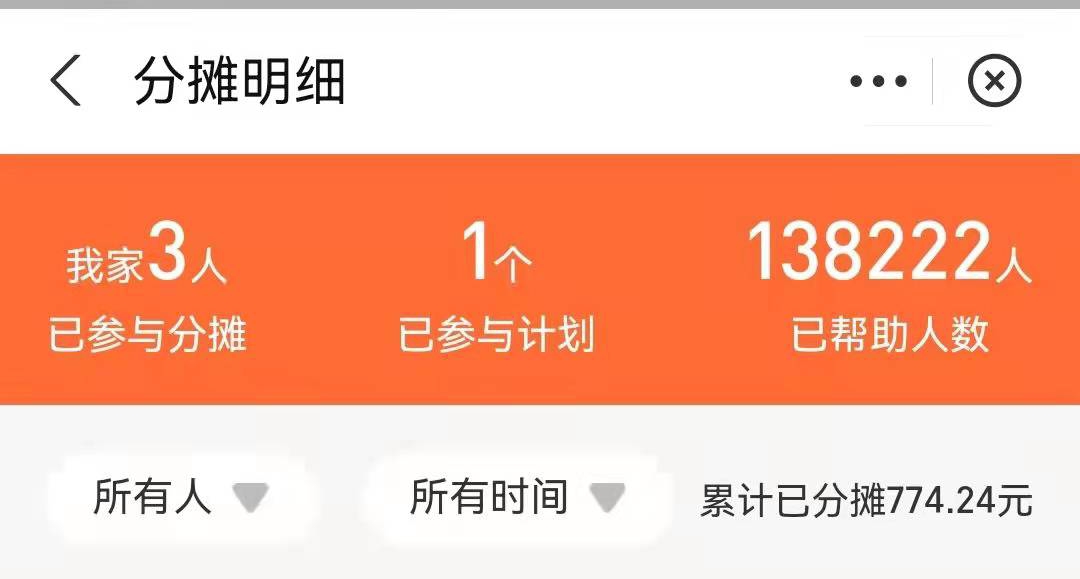 分摊明细
我家3人 1个 138222人
已参与分摊 已参与计划 已帮助人数
所有人 所有时间 累计已分摊774.24元